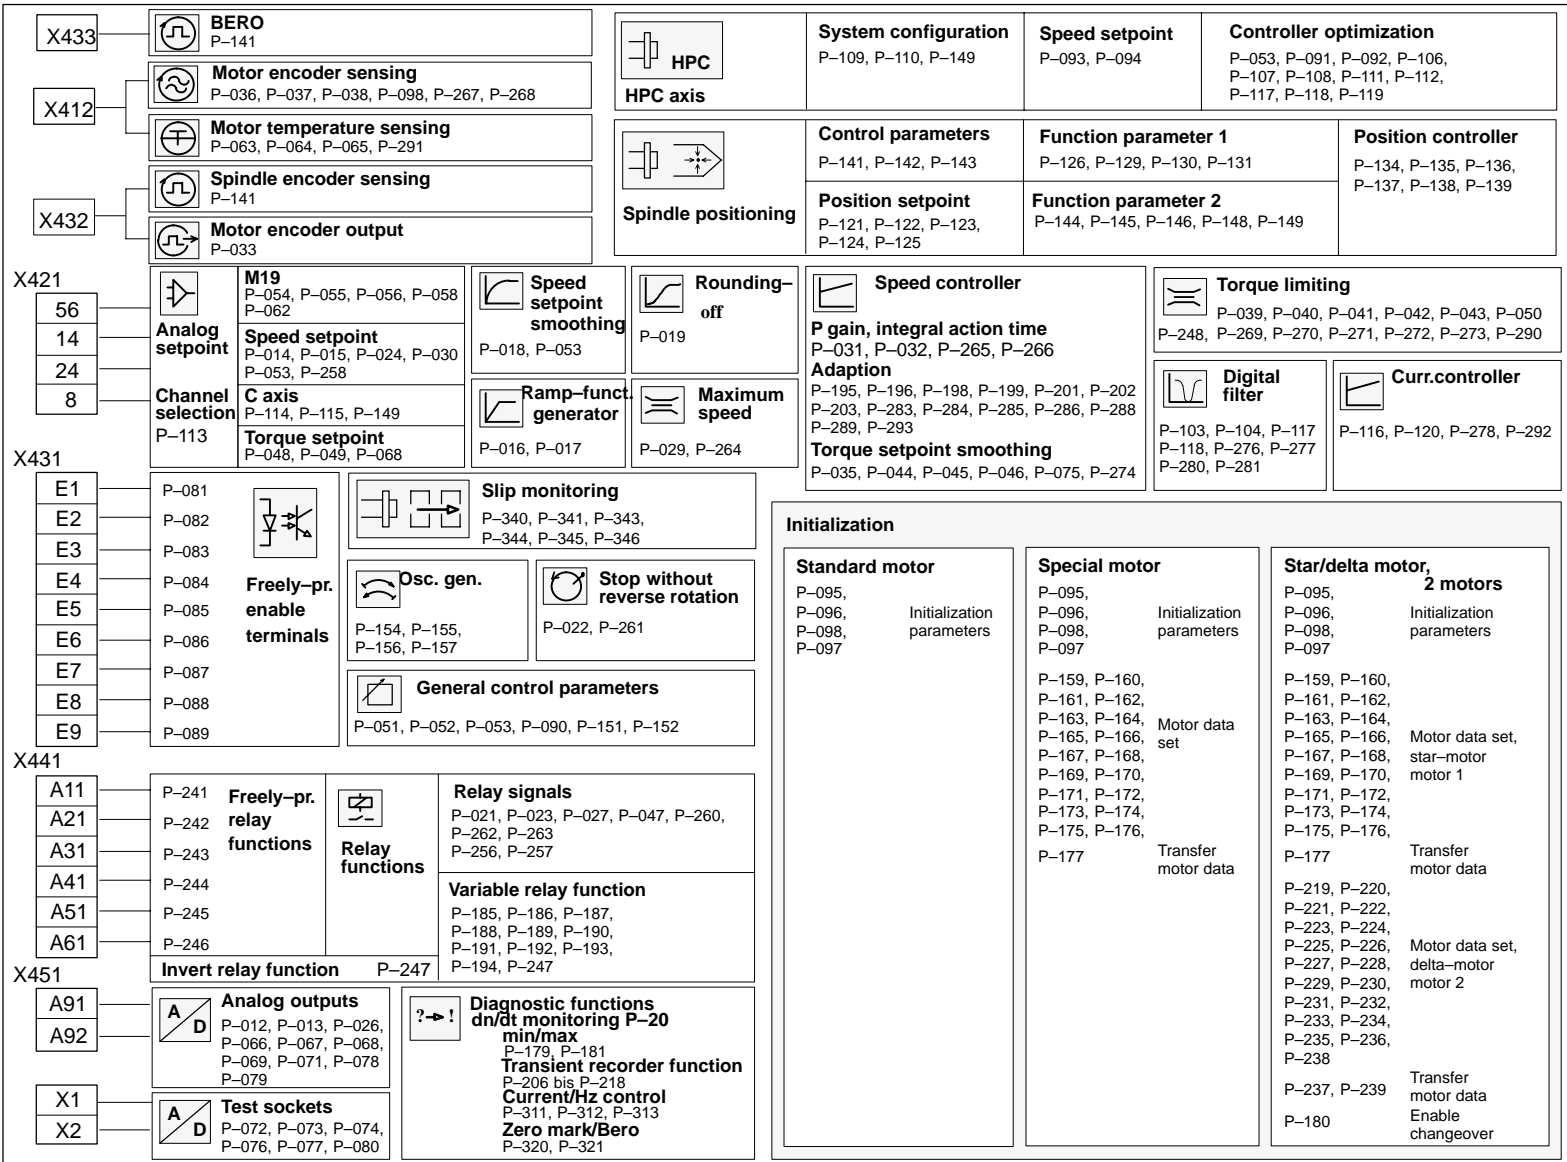 X433
BERO
P–141
X412
Motor encoder sensing
P–036, P–037, P–038, P–098, P–267, P–268
Motor temperature sensing
P–063, P–064, P–065, P–291
X432
Spindle encoder sensing
P–141
Motor encoder output
P–033
HPC
HPC axis
System configuration
P–109, P–110, P–149
Speed setpoint
P–093, P–094
Controller optimization
P–053, P–091, P–092, P–106,
P–107, P–108, P–111, P–112,
P–117, P–118, P–119
Spindle positioning
Control parameters
P–141, P–142, P–143
Function parameter 1
P–126, P–129, P–130, P–131
Position controller
P–134, P–135, P–136,
P–137, P–138, P–139
Position setpoint
P–121, P–122, P–123,
P–124, P–125
Function parameter 2
P–144, P–145, P–146, P–148, P–149
X421
56
14
24
8
Analog
setpoint
Channel
selection
P–113
M19
P–054, P–055, P–056, P–058
P–062
Speed setpoint
P–014, P–015, P–024, P–030
P–053, P–258
C axis
P–114, P–115, P–149
Torque setpoint
P–048, P–049, P–068
Speed
setpoint
smoothing
P–018, P–053
Rounding–
off
P–019
Ramp–funct.
generator
P–016, P–017
Maximum
speed
P–029, P–264
Speed controller
P gain, integral action time
P–031, P–032, P–265, P–266
Adaption
P–195, P–196, P–198, P–199, P–201, P–202
P–203, P–283, P–284, P–285, P–286, P–288
P–289, P–293
Torque setpoint smoothing
P–035, P–044, P–045, P–046, P–075, P–274
Torque limiting
P–039, P–040, P–041, P–042, P–043, P–050
P–248, P–269, P–270, P–271, P–272, P–273, P–290
Digital
filter
P–103, P–104, P–117
P–118, P–276, P–277
P–280, P–281
Curr.controller
P–116, P–120, P–278, P–292
X431
E1
E2
E3
E4
E5
E6
E7
E8
E9
P–081
P–082
P–083
P–084
P–085
P–086
P–087
P–088
P–089
Freely–pr.
enable
terminals
Slip monitoring
P–340, P–341, P–343,
P–344, P–345, P–346
Osc. gen.
P–154, P–155,
P–156, P–157
Stop without
reverse rotation
P–022, P–261
General control parameters
P–051, P–052, P–053, P–090, P–151, P–152
X441
A11
A21
A31
A41
A51
A61
P–241
P–242
P–243
P–244
P–245
P–246
Freely–pr.
relay
functions
Relay
functions
Invert relay function P–247
Relay signals
P–021, P–023, P–027, P–047, P–260,
P–262, P–263
P–256, P–257
Variable relay function
P–185, P–186, P–187,
P–188, P–189, P–190,
P–191, P–192, P–193,
P–194, P–247
X451
A91
A92
A
D
Analog outputs
P–012, P–013, P–026,
P–066, P–067, P–068,
P–069, P–071, P–078
P–079
X1
X2
A
D
Test sockets
P–072, P–073, P–074,
P–076, P–077, P–080
? !
Diagnostic functions
dn/dt monitoring P–20
min/max
P–179, P–181
Transient recorder function
P–206 bis P–218
Current/Hz control
P–311, P–312, P–313
Zero mark/Bero
P–320, P–321
Initialization
Standard motor
P–095,
P–096,
P–098,
P–097
Initialization
parameters
Special motor
P–095,
P–096,
P–098,
P–097
Initialization
parameters
P–159, P–160,
P–161, P–162,
P–163, P–164,
P–165, P–166,
P–167, P–168,
P–169, P–170,
P–171, P–172,
P–173, P–174,
P–175, P–176,
Motor data
set
P–177
Transfer
motor data
Star/delta motor,
2 motors
P–095,
P–096,
P–098,
P–097
Initialization
parameters
P–159, P–160,
P–161, P–162,
P–163, P–164,
P–165, P–166,
P–167, P–168,
P–169, P–170,
P–171, P–172,
P–173, P–174,
P–175, P–176,
Motor data set,
star–motor
motor 1
P–177
Transfer
motor data
P–219, P–220,
P–221, P–222,
P–223, P–224,
P–225, P–226,
P–227, P–228,
P–229, P–230,
P–231, P–232,
P–233, P–234,
P–235, P–236,
P–238
Motor data set,
delta–motor
motor 2
P–237, P–239
Transfer
motor data
P–180
Enable
changeover